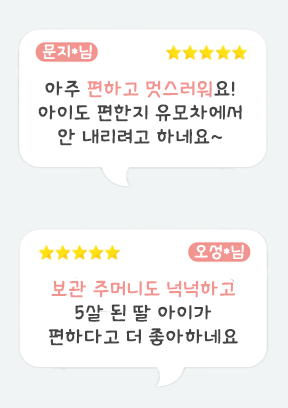 문지*님
아주 편하고 멋스러워요!
아이도 편한지 유모차에서
안 내리려고 하네요~
오성*님
보관 주머니도 넉넉하고
5살 된 딸 아이가
편하다고 더 좋아하네요